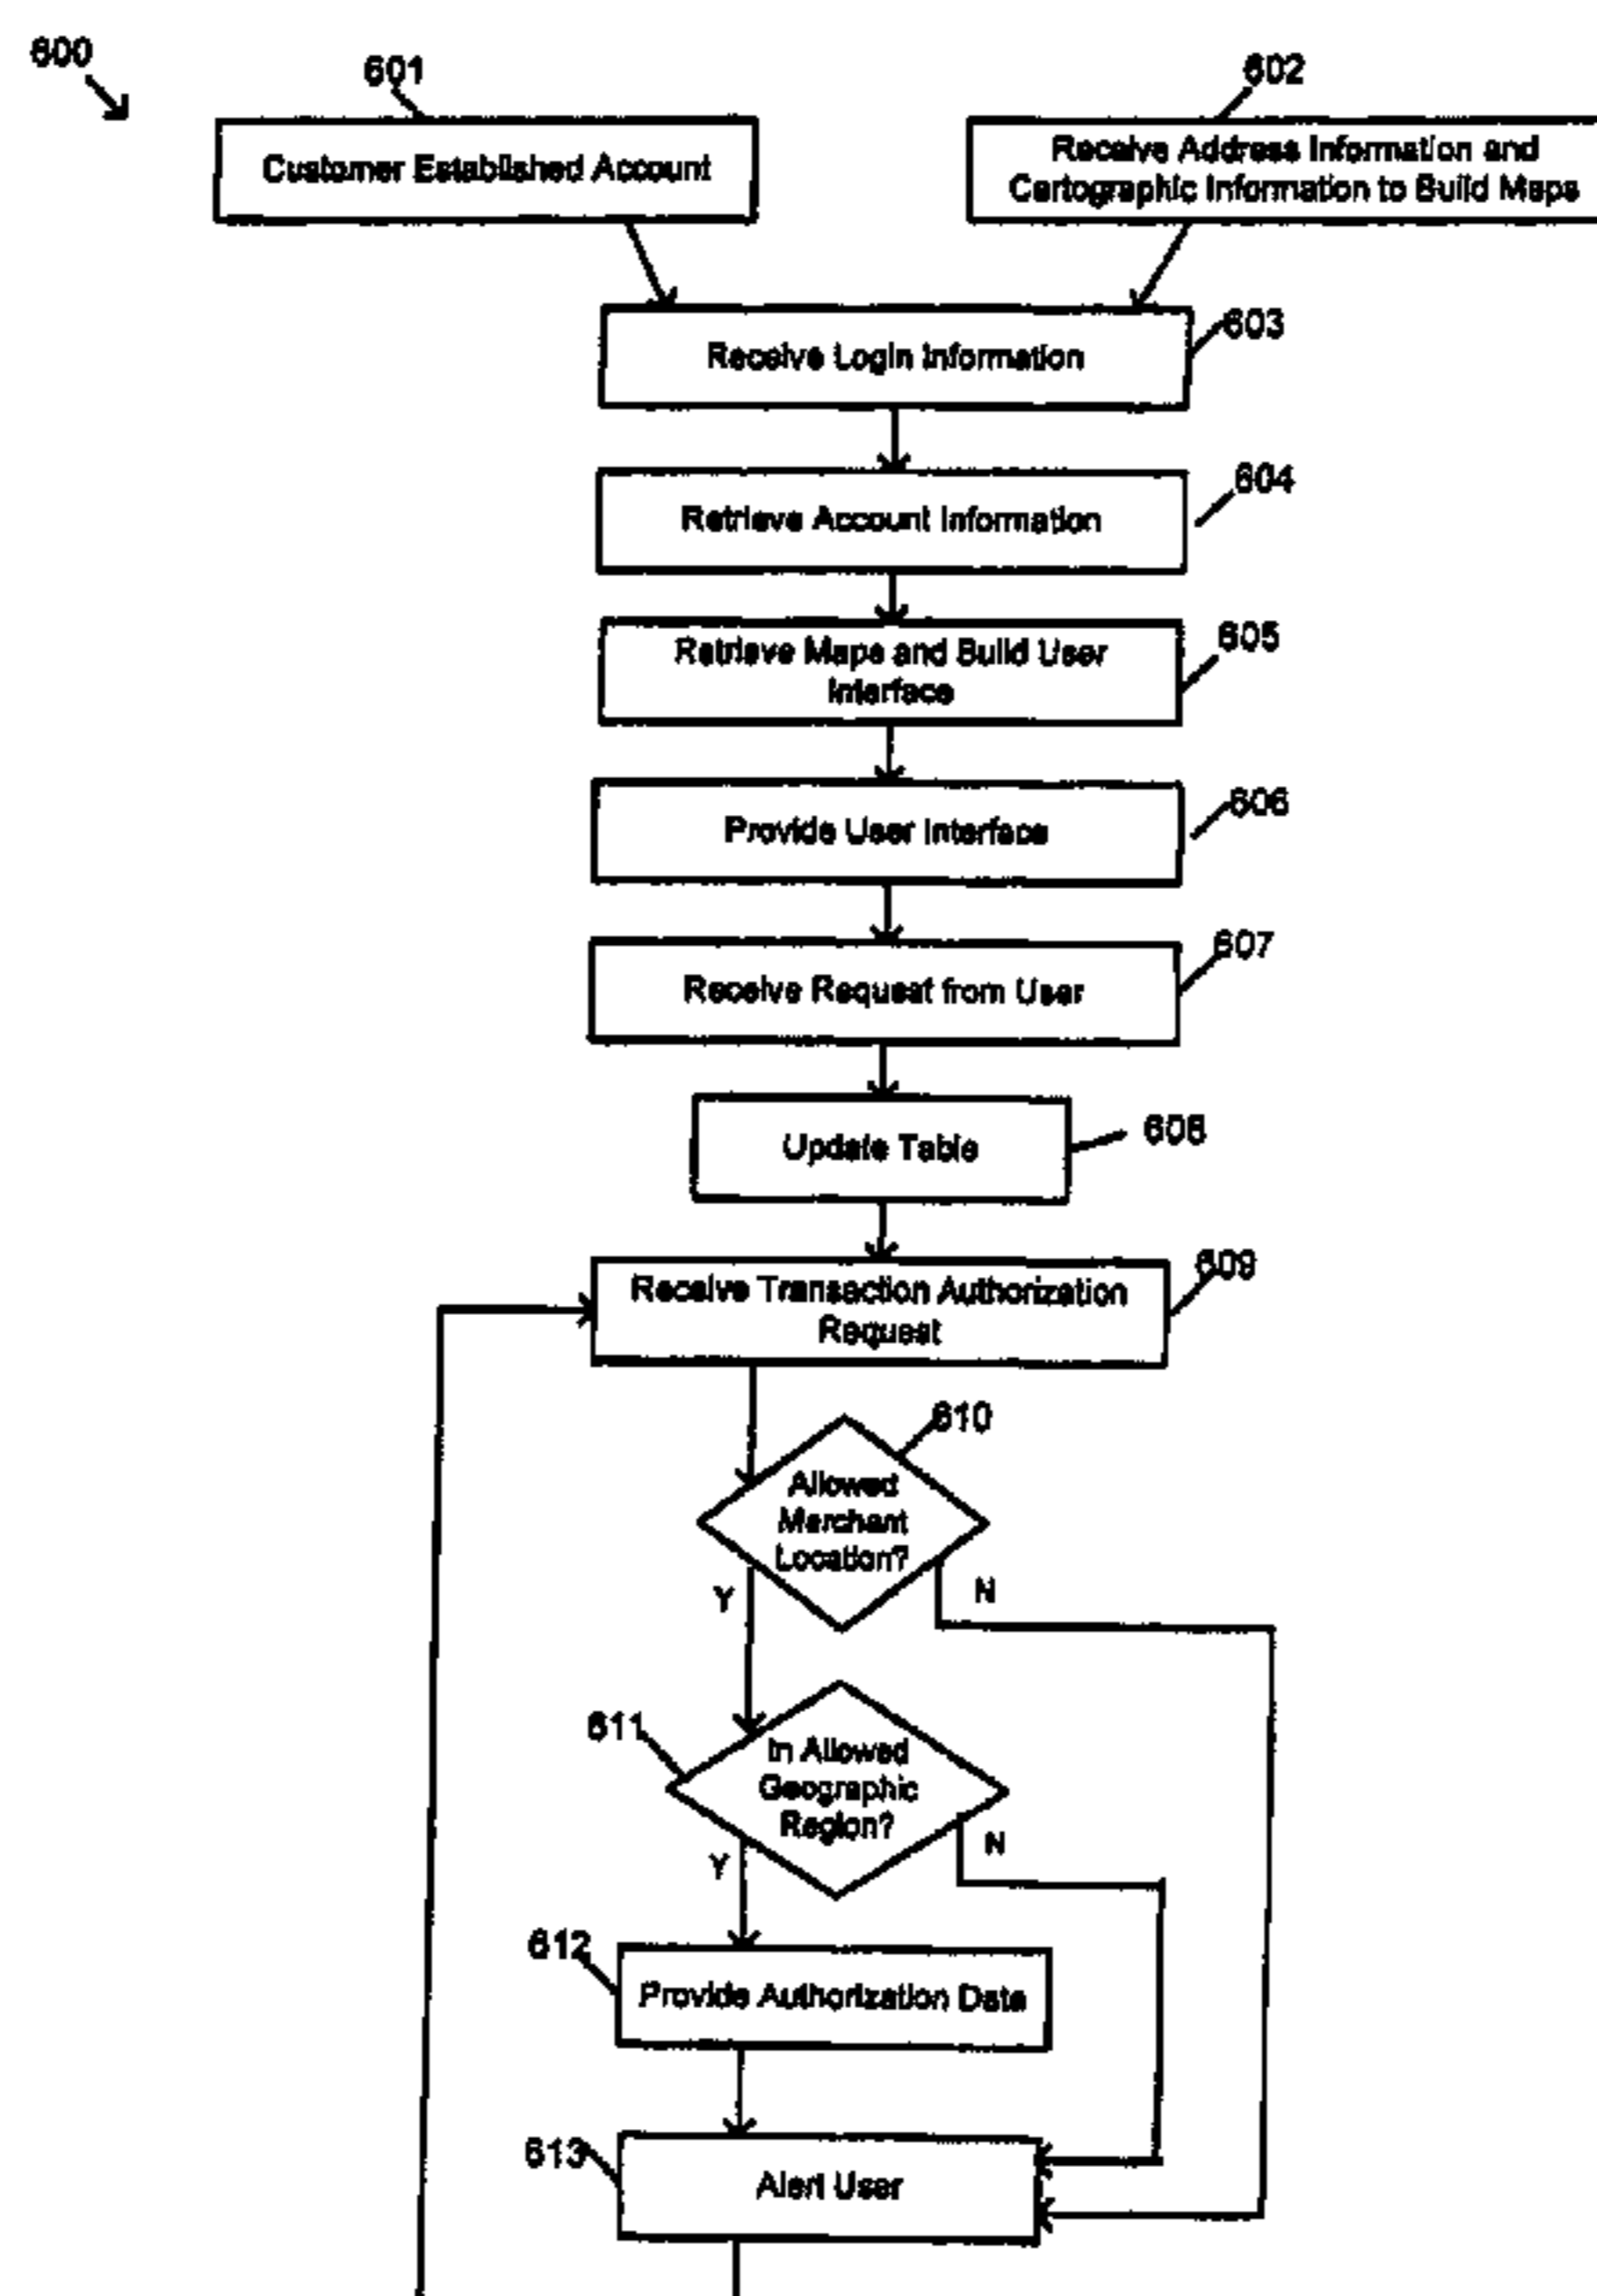 600
601
602
Customer Established Account
Receive Address Information and
Cartographic Information to Build Maps
603
Receive Login Information
604
Retrieve Account Information
605
Retrieve Maps and Build User
Interface
606
Provide User Interface
607
Receive Request from User
608
Update Table
609
Receive Transaction Authorization
Request
610
Allowed
Merchant
Location?
Y
N
611
In Allowed
Geographic
Region?
Y
N
612
Provide Authorization Data
613
Alert User